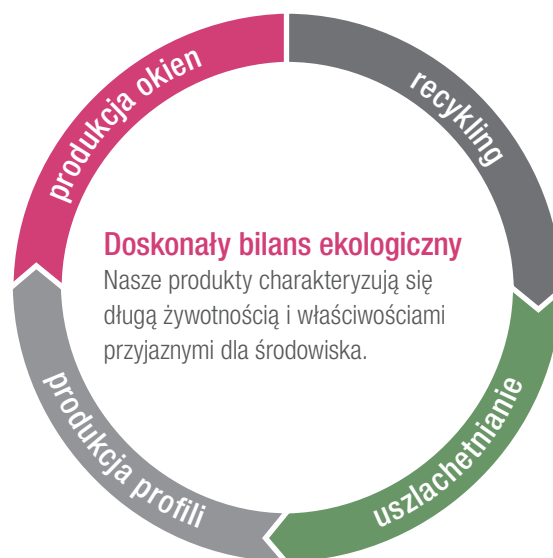 produkcja okien
recykling
Doskonały bilans ekologiczny
Nasze produkty charakteryzują się
długą żywotnością i właściwościami
przyjaznymi dla środowiska.
produkcja profili
uszlachetnianie